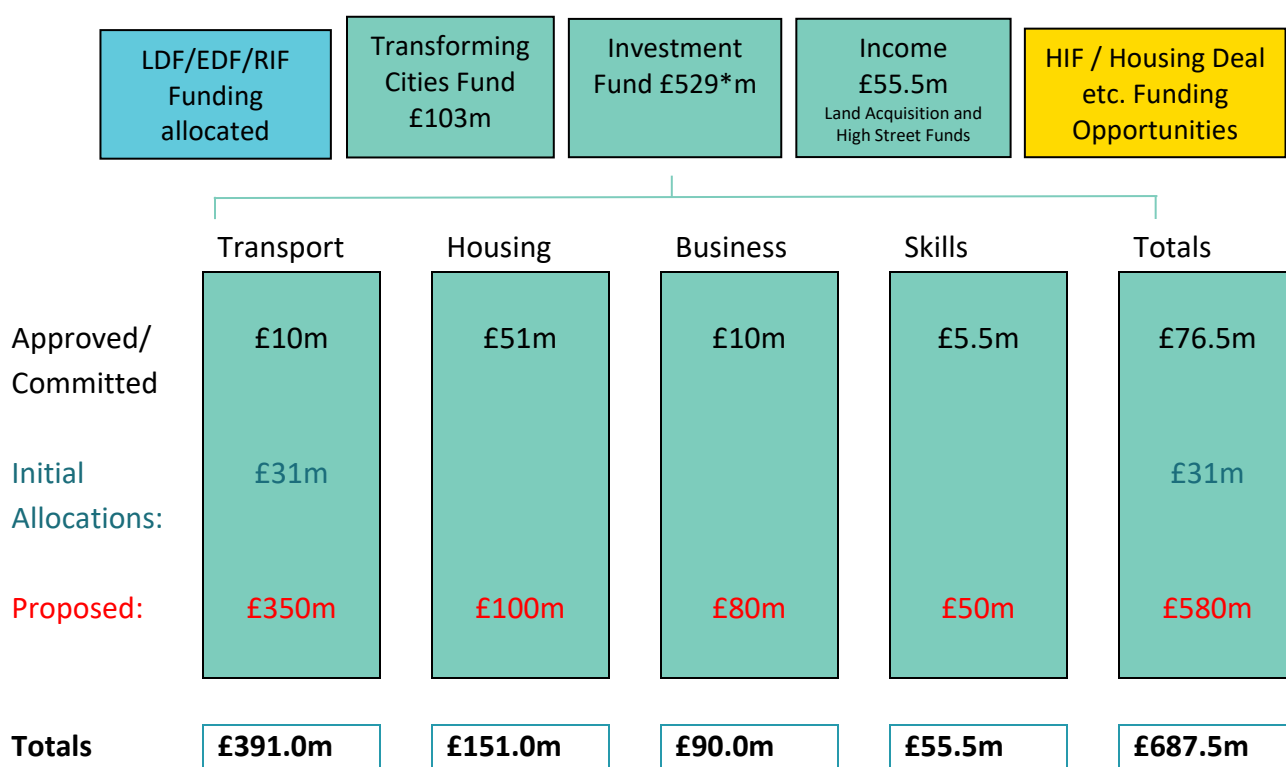 LDF/EDF/RIF
Funding
allocated
Transforming
Cities Fund
£103m
Investment
Fund £529*m
Income
£55.5m
Land Acquisition and
High Street Funds
HIF / Housing Deal
etc. Funding
Opportunities
Transport Housing Business Skills Totals
Approved/ £10m £51m £10m £5.5m £76.5m
Committed
Initial £31m £31m
Allocations:
Proposed: £350m £100m £80m £50m £580m
Totals £391.0m £151.0m £90.0m £55.5m £687.5m